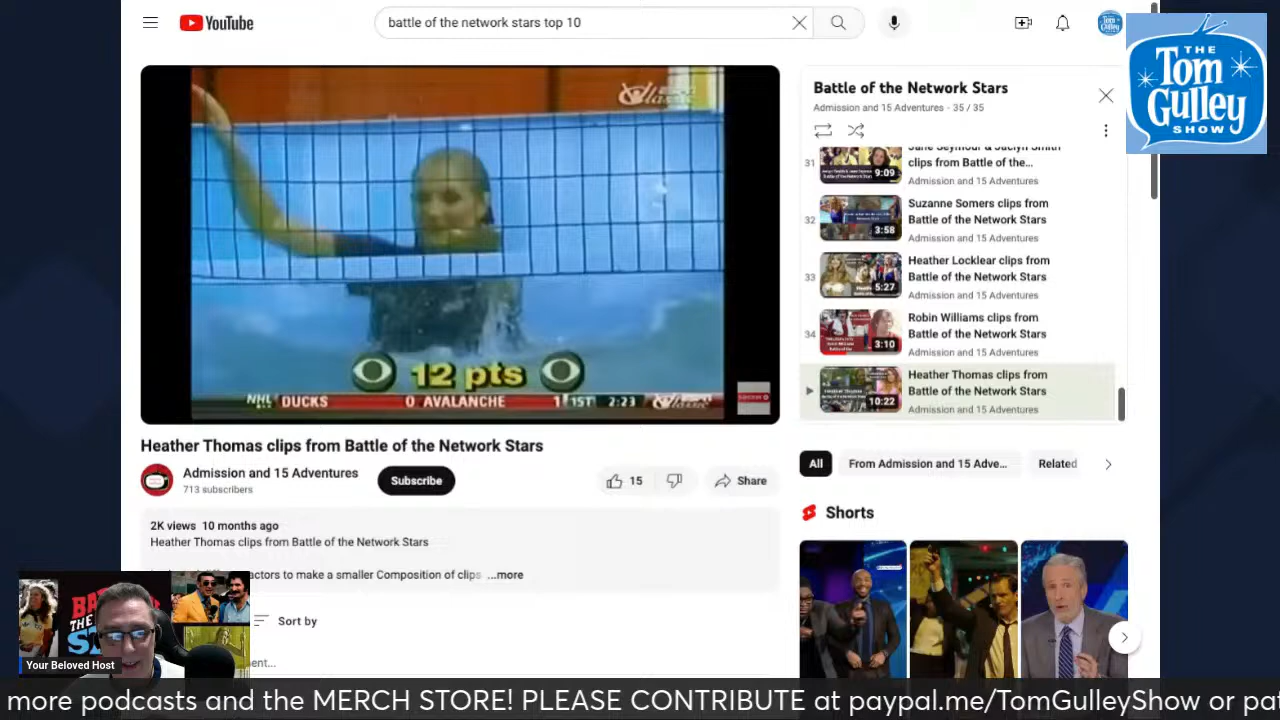 YouTube
battle of the network stars top 10
THE
Tom
Gulley
SHOW
Classic
12 pts
NHL DUCKS 0 AVALANCHE 1 1ST 2:23
Heather Thomas clips from Battle of the Network Stars
Admission and 15 Adventures
713 subscribers
Subscribe
15
Share
2K views 10 months ago
Heather Thomas clips from Battle of the Network Stars
actors to make a smaller Composition of clips ...more
Sort by
ent...
Battle of the Network Stars
Admission and 15 Adventures - 35 / 35
31
9:09
Jane Seymour & Jaclyn Smith
clips from Battle of the...
Admission and 15 Adventures
32
3:58
Suzanne Somers clips from
Battle of the Network Stars
Admission and 15 Adventures
33
5:27
Heather Locklear clips from
Battle of the Network Stars
Admission and 15 Adventures
34
3:10
Robin Williams clips from
Battle of the Network Stars
Admission and 15 Adventures
10:22
Heather Thomas clips from
Battle of the Network Stars
Admission and 15 Adventures
All
From Admission and 15 Adve...
Related
Shorts
Your Beloved Host
more podcasts and the MERCH STORE! PLEASE CONTRIBUTE at paypal.me/TomGulleyShow or pa